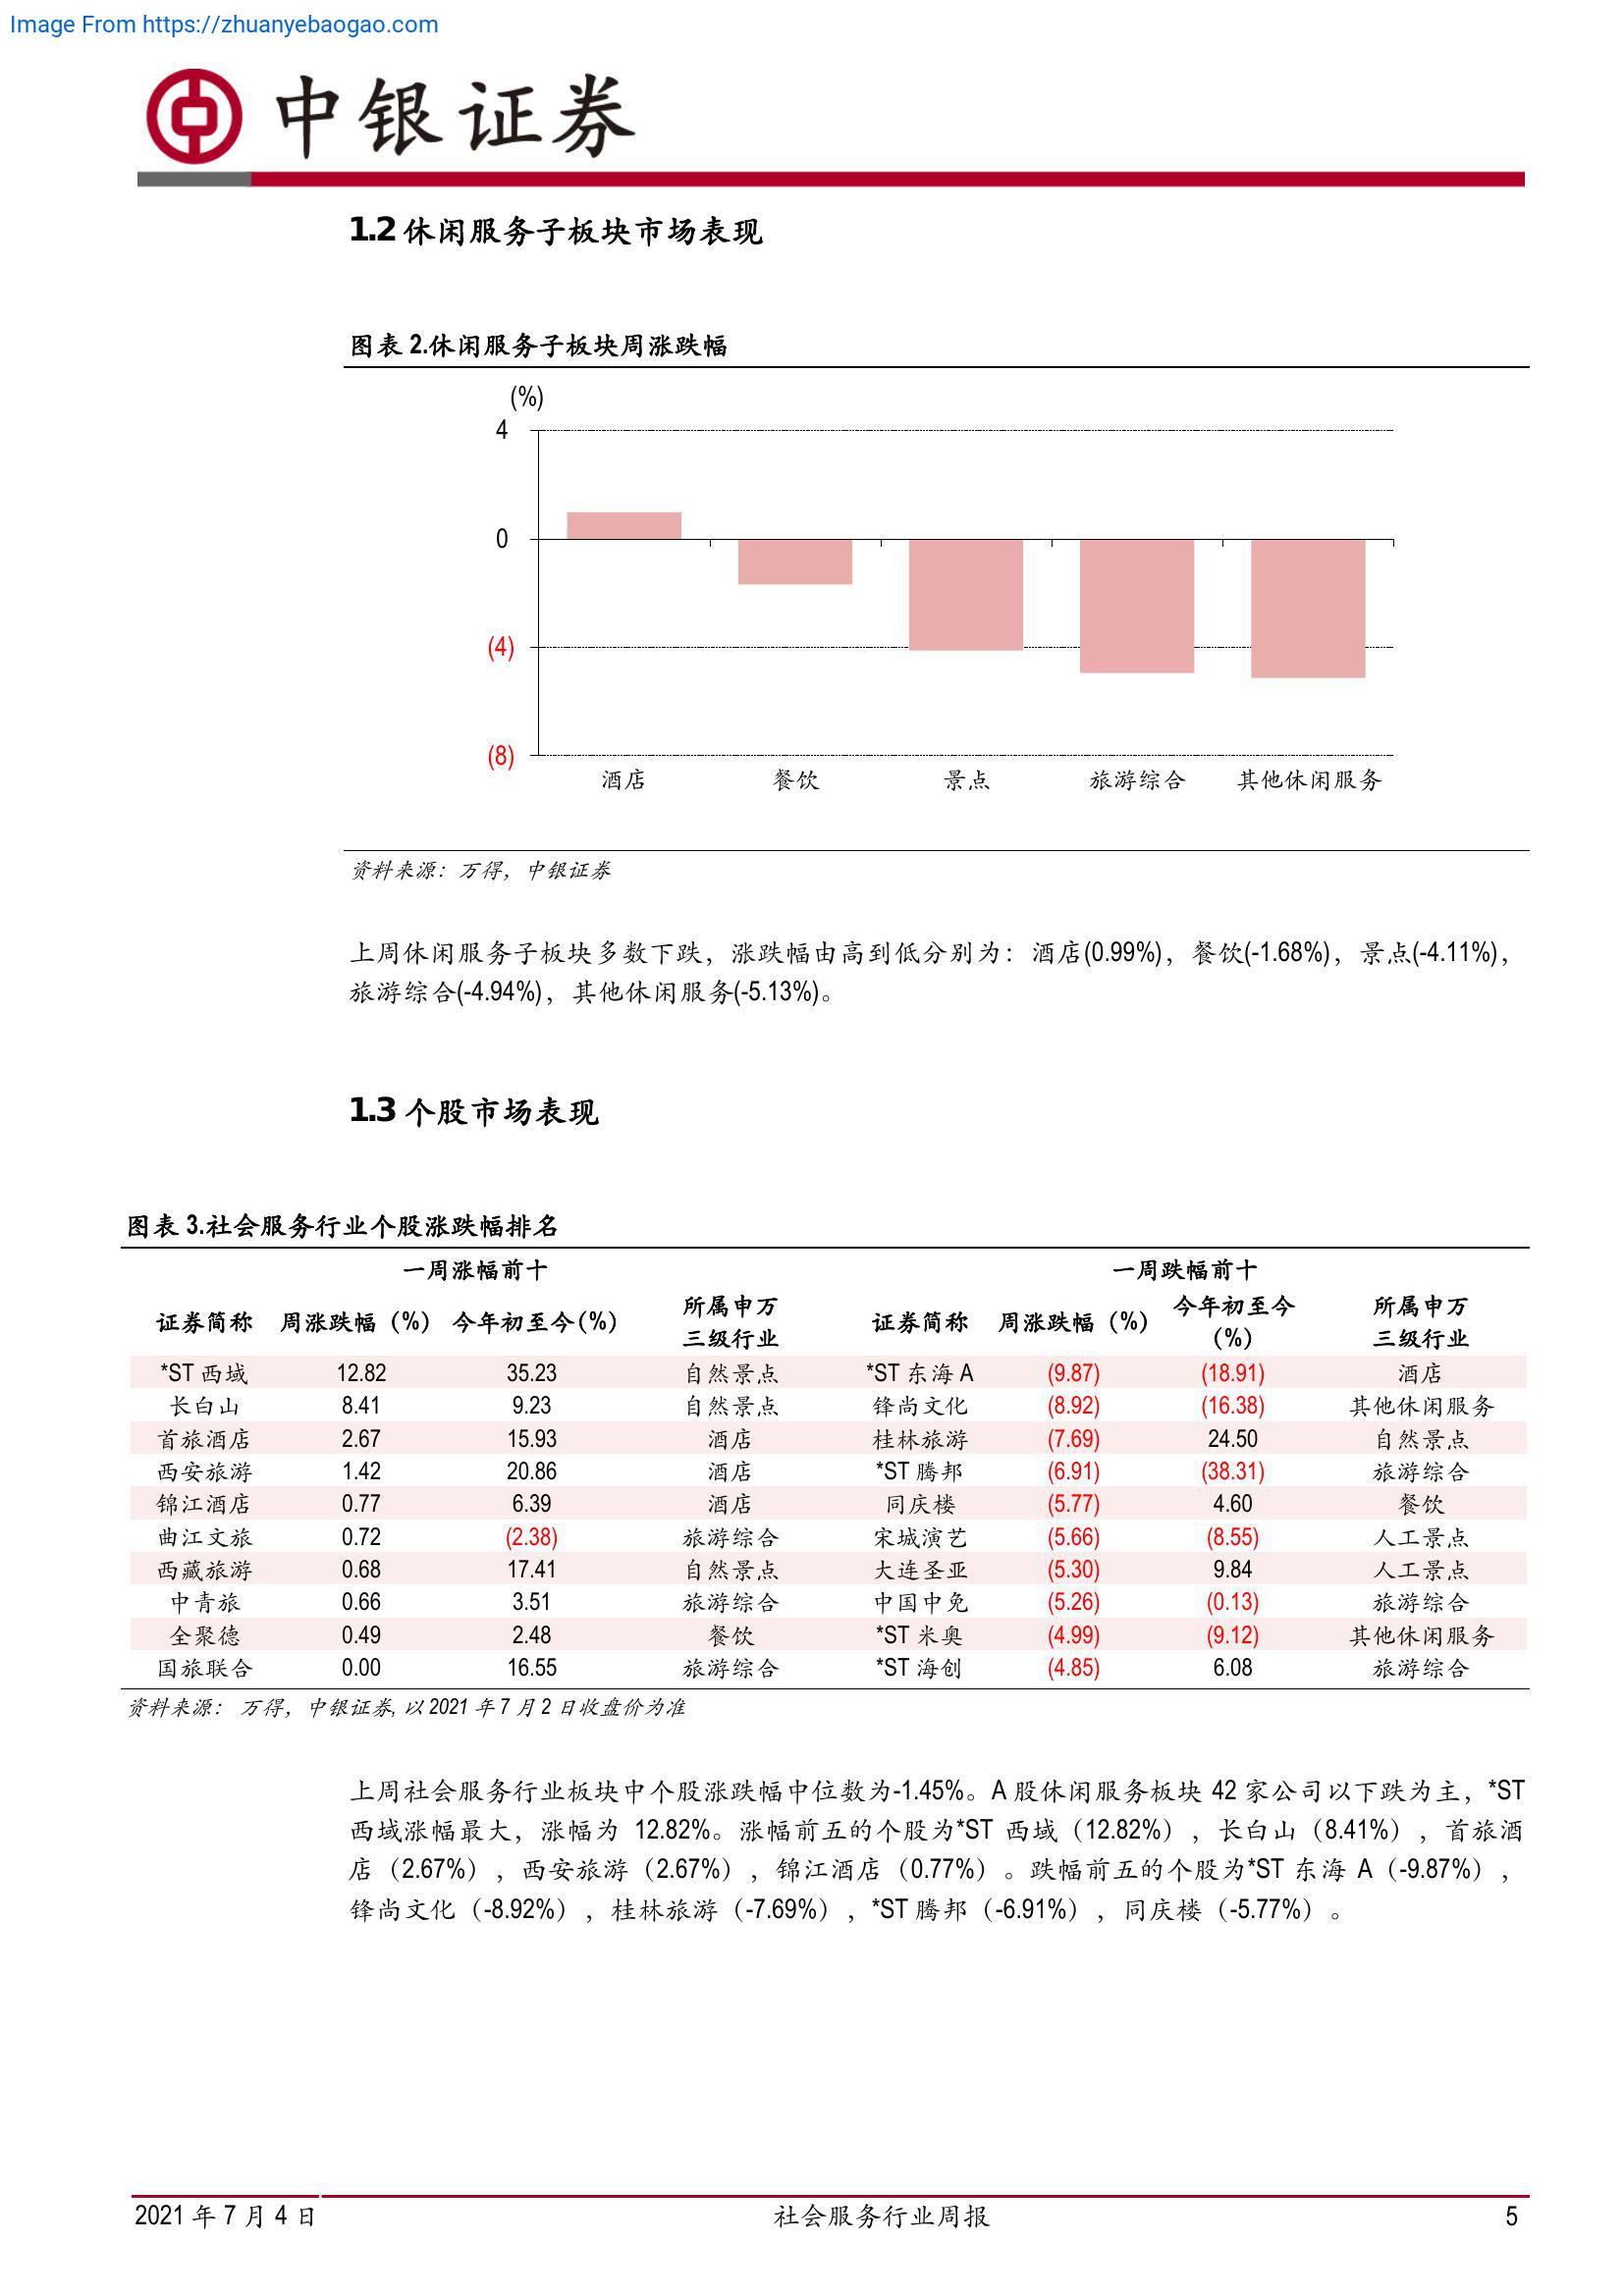 Image From https://zhuanyebaogao.com
中银证券
1.2 休闲服务子板块市场表现
图表 2.休闲服务子板块周涨跌幅
(%)
4
0
(4)
(8)
酒店 餐饮 景点 旅游综合 其他休闲服务
资料来源：万得，中银证券
上周休闲服务子板块多数下跌，涨跌幅由高到低分别为：酒店(0.99%)，餐饮(-1.68%)，景点(-4.11%)，
旅游综合(-4.94%)，其他休闲服务(-5.13%)。
1.3 个股市场表现
图表 3.社会服务行业个股涨跌幅排名
一周涨幅前十 一周跌幅前十
证券简称 周涨跌幅（%） 今年初至今(%) 所属申万三级行业 证券简称 周涨跌幅（%） 今年初至今(%) 所属申万三级行业
*ST 西域 12.82 35.23 自然景点 *ST 东海 A (9.87) (18.91) 酒店
长白山 8.41 9.23 自然景点 锋尚文化 (8.92) (16.38) 其他休闲服务
首旅酒店 2.67 15.93 酒店 桂林旅游 (7.69) 24.50 自然景点
西安旅游 1.42 20.86 酒店 *ST 腾邦 (6.91) (38.31) 旅游综合
锦江酒店 0.77 6.39 酒店 同庆楼 (5.77) 4.60 餐饮
曲江文旅 0.72 (2.38) 旅游综合 宋城演艺 (5.66) (8.55) 人工景点
西藏旅游 0.68 17.41 自然景点 大连圣亚 (5.30) 9.84 人工景点
中青旅 0.66 3.51 旅游综合 中国中免 (5.26) (0.13) 旅游综合
全聚德 0.49 2.48 餐饮 *ST 米奥 (4.99) (9.12) 其他休闲服务
国旅联合 0.00 16.55 旅游综合 *ST 海创 (4.85) 6.08 旅游综合
资料来源： 万得，中银证券, 以 2021 年 7 月 2 日收盘价为准
上周社会服务行业板块中个股涨跌幅中位数为-1.45%。A 股休闲服务板块 42 家公司以下跌为主，*ST
西域涨幅最大，涨幅为 12.82%。涨幅前五的个股为*ST 西域（12.82%），长白山（8.41%），首旅酒
店（2.67%），西安旅游（2.67%），锦江酒店（0.77%）。跌幅前五的个股为*ST 东海 A（-9.87%），
锋尚文化（-8.92%），桂林旅游（-7.69%），*ST 腾邦（-6.91%），同庆楼（-5.77%）。
2021 年 7 月 4 日 社会服务行业周报 5